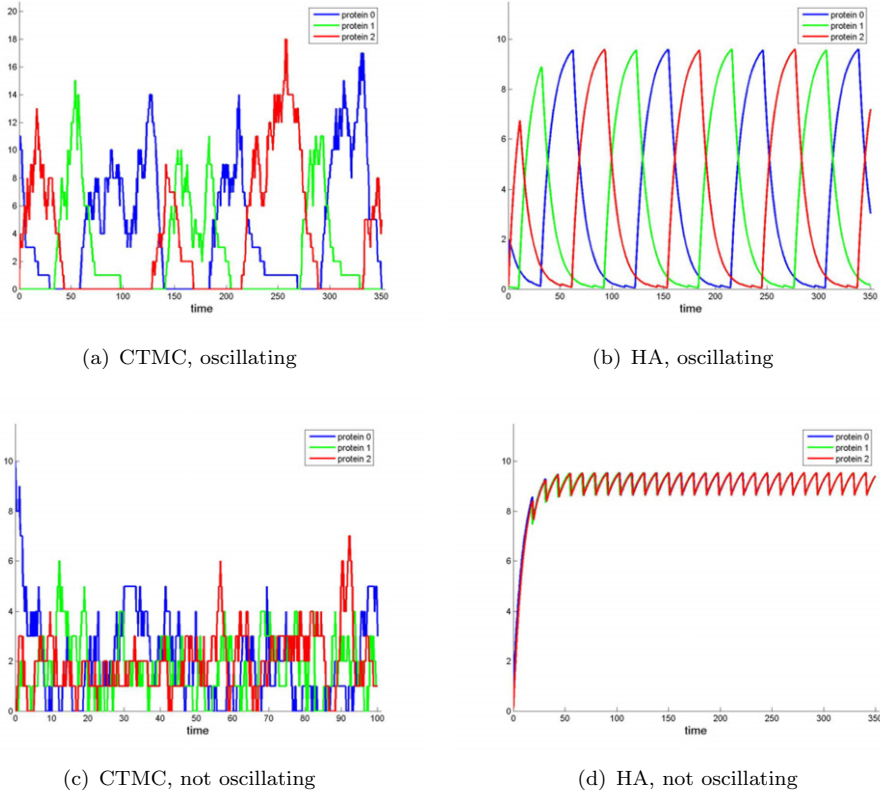 protein 0
protein 1
protein 2
20
18
16
14
12
10
8
6
4
2
0
0 50 100 150 200 250 300 350
time
(a) CTMC, oscillating
protein 0
protein 1
protein 2
10
8
6
4
2
0
0 50 100 150 200 250 300 350
time
(b) HA, oscillating
protein 0
protein 1
protein 2
10
8
6
4
2
0
0 10 20 30 40 50 60 70 80 90 100
time
(c) CTMC, not oscillating
protein 0
protein 1
protein 2
10
8
6
4
2
0
0 50 100 150 200 250 300 350
time
(d) HA, not oscillating